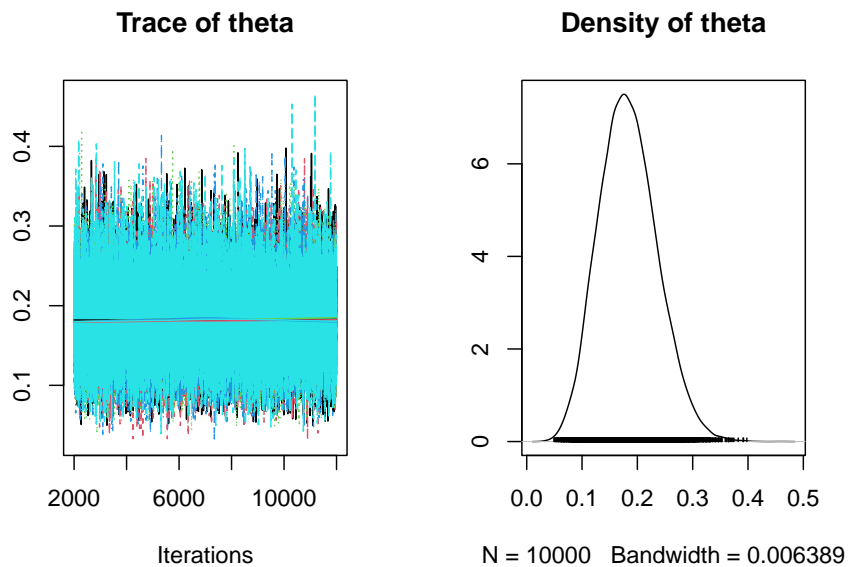 Trace of theta
0.4
0.3
0.2
0.1
2000 6000 10000
Iterations
Density of theta
6
4
2
0
0.0 0.1 0.2 0.3 0.4 0.5
N = 10000 Bandwidth = 0.006389